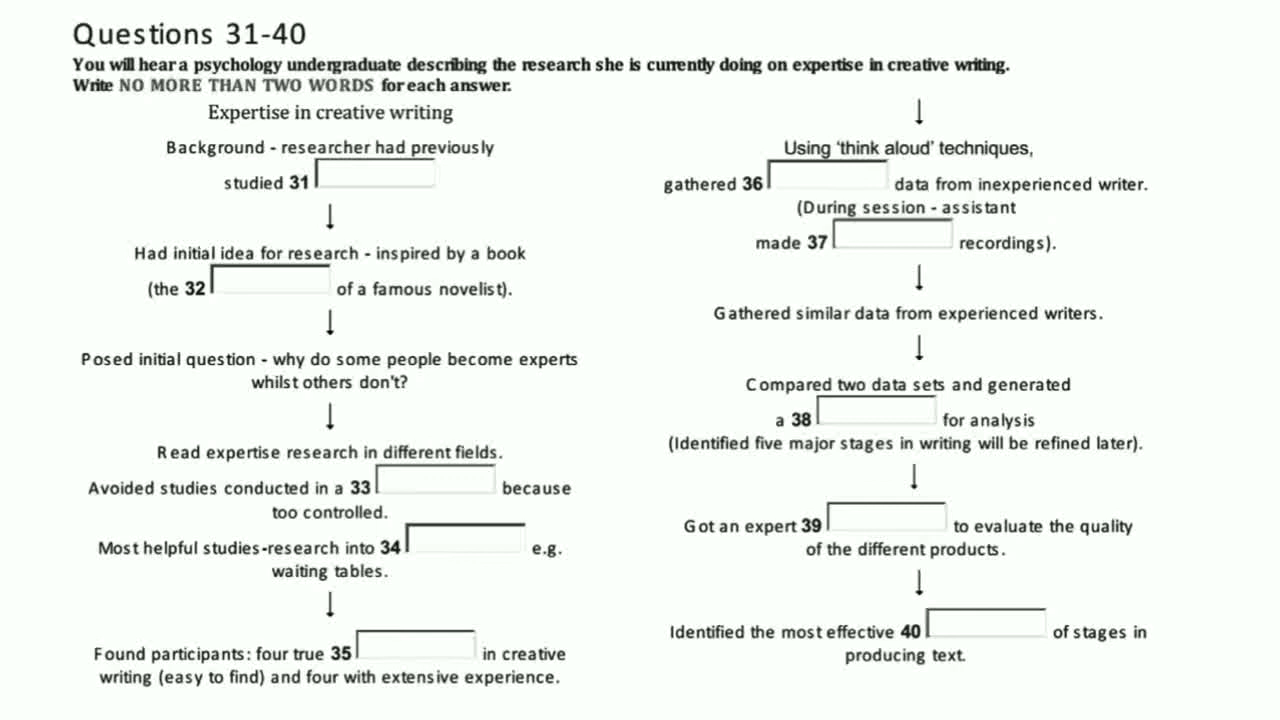 Questions 31-40
You will hear a psychology undergraduate describing the research she is currently doing on expertise in creative writing.
Write NO MORE THAN TWO WORDS for each answer.
Expertise in creative writing
Background - researcher had previously
studied 31
↓
Had initial idea for research - inspired by a book
(the 32 of a famous novelist).
↓
Posed initial question - why do some people become experts
whilst others don't?
↓
Read expertise research in different fields.
Avoided studies conducted in a 33 because
too controlled.
Most helpful studies-research into 34 e.g.
waiting tables.
↓
Found participants: four true 35 in creative
writing (easy to find) and four with extensive experience.
↓
Using ‘think aloud’ techniques,
gathered 36 data from inexperienced writer.
(During session - assistant
made 37 recordings).
↓
Gathered similar data from experienced writers.
↓
Compared two data sets and generated
a 38 for analysis
(Identified five major stages in writing will be refined later).
↓
Got an expert 39 to evaluate the quality
of the different products.
↓
Identified the most effective 40 of stages in
producing text.